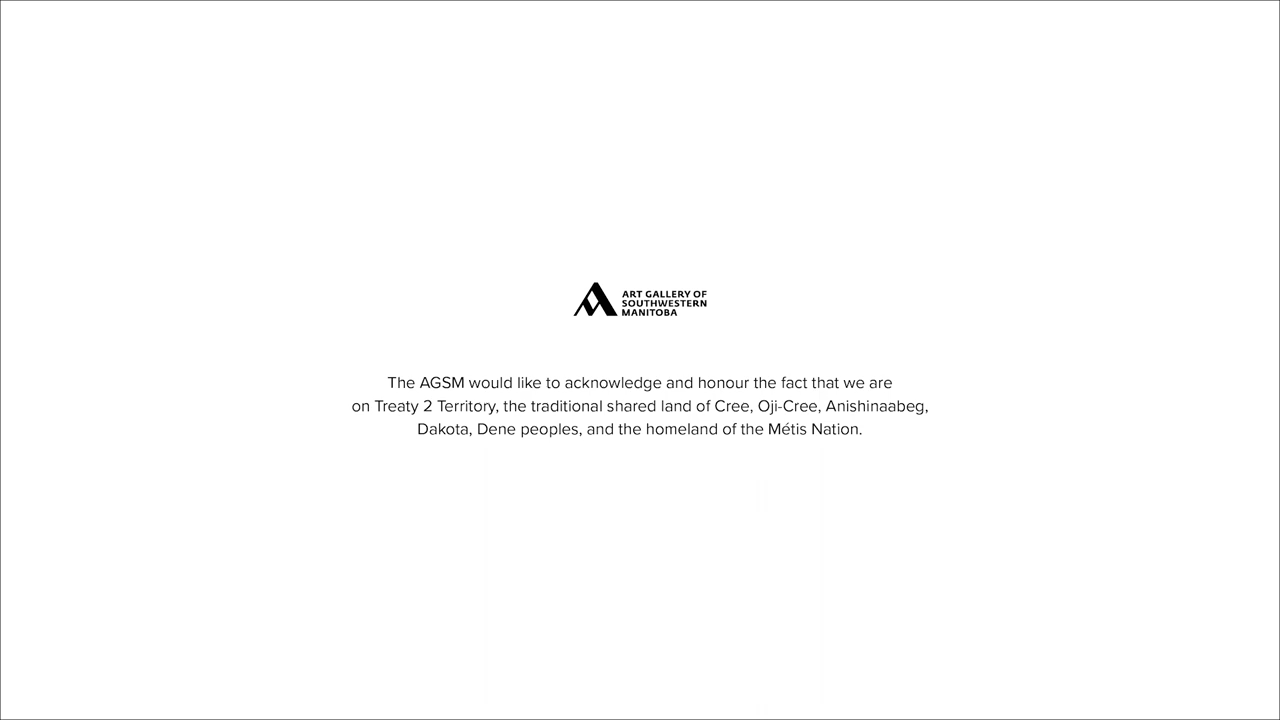 ART GALLERY OF
SOUTHWESTERN
MANITOBA
The AGSM would like to acknowledge and honour the fact that we are
on Treaty 2 Territory, the traditional shared land of Cree, Oji-Cree, Anishinaabeg,
Dakota, Dene peoples, and the homeland of the Métis Nation.